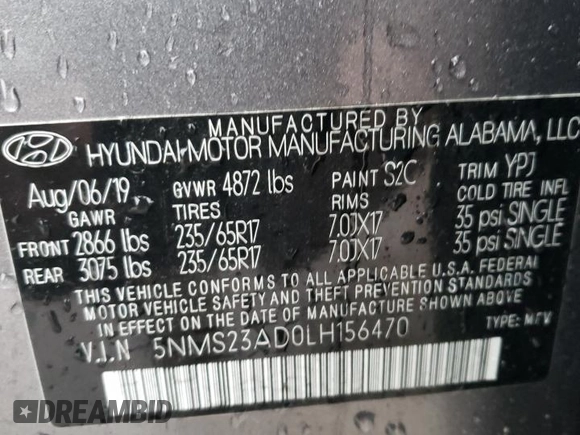 MANUFACTURED BY
HYUNDAI MOTOR MANUFACTURING ALABAMA, LLC
Aug/06/19 GVWR 4872 lbs PAINT S2C TRIM YPJ
GAWR TIRES RIMS COLD TIRE INFL
FRONT 2866 lbs 235/65R17 7.0JX17 35 psi SINGLE
REAR 3075 lbs 235/65R17 7.0JX17 35 psi SINGLE
THIS VEHICLE CONFORMS TO ALL APPLICABLE U.S.A. FEDERAL
MOTOR VEHICLE SAFETY AND THEFT PREVENTION STANDARDS
IN EFFECT ON THE DATE OF MANUFACTURE SHOWN ABOVE
V.I.N 5NMS23AD0LH156470 TYPE: MPV
DREAMBID